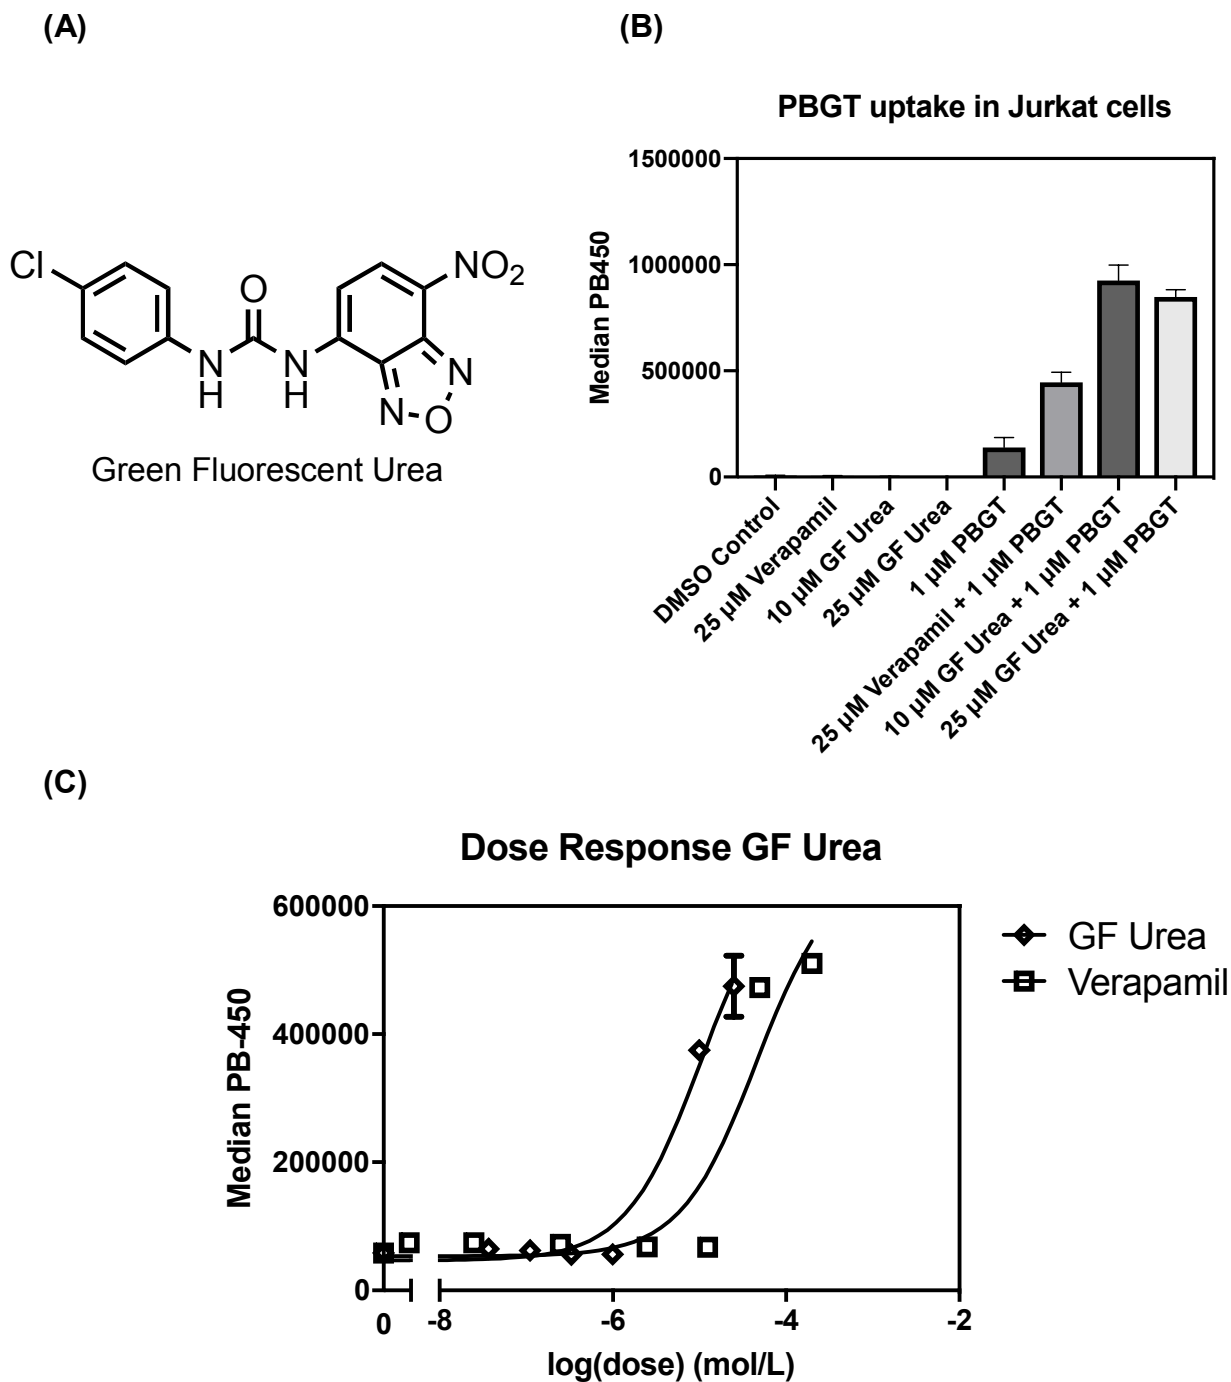 (A)
Cl
O
N
H
N
H
NO2
N
N
O
Green Fluorescent Urea
(B)
PBGT uptake in Jurkat cells
Median PB450
1500000
1000000
500000
0
DMSO Control
25 µM Verapamil
10 µM GF Urea
25 µM GF Urea
1 µM PBGT
25 µM Verapamil + 1 µM PBGT
10 µM GF Urea + 1 µM PBGT
25 µM GF Urea + 1 µM PBGT
(C)
Dose Response GF Urea
Median PB-450
600000
400000
200000
0
0
-8
-6
-4
-2
log(dose) (mol/L)
GF Urea
Verapamil